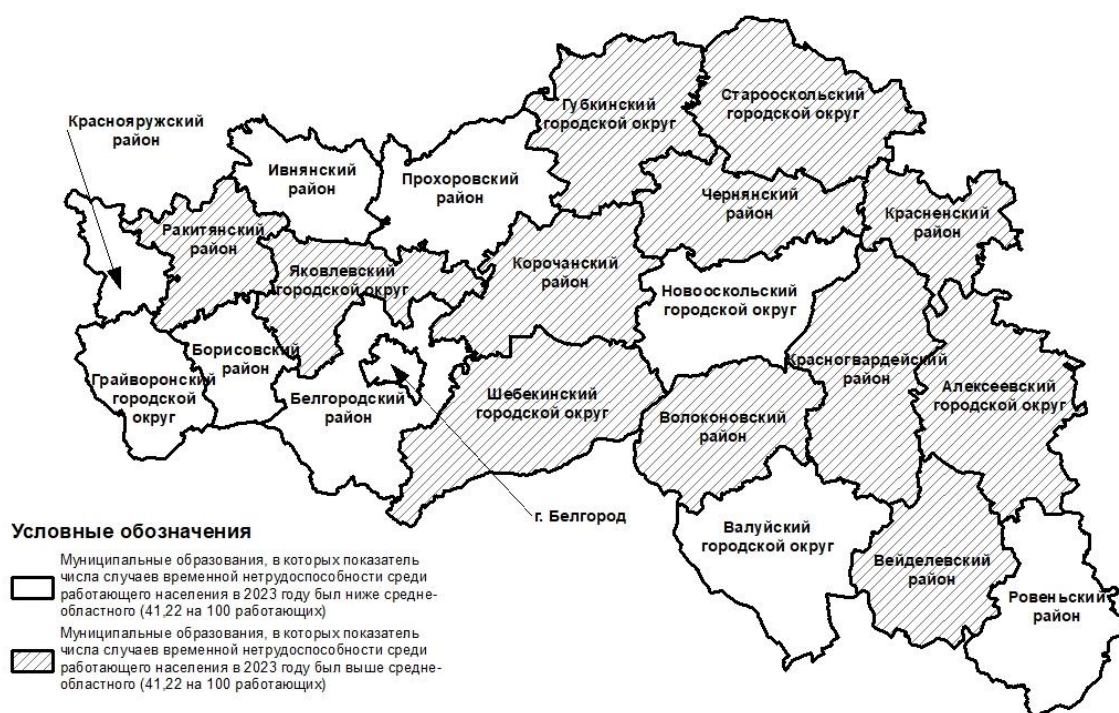 Краснояружский
район
Ивнянский
район
Прохоровский
район
Губкинский
городской округ
Старооскольский
городской округ
Ракитянский
район
Яковлевский
городской округ
Корочанский
район
Чернянский
район
Красненский
район
Новооскольский
городской округ
Грайворонский
городской
округ
Борисовский
район
Белгородский
район
Шебекинский
городской округ
Волоконовский
район
Красногвардейский
район
Алексеевский
городской округ
г. Белгород
Валуйский
городской округ
Вейделевский
район
Ровеньский
район
Условные обозначения
Муниципальные образования, в которых показатель
числа случаев временной нетрудоспособности среди
работающего населения в 2023 году был ниже средне-
областного (41,22 на 100 работающих)
Муниципальные образования, в которых показатель
числа случаев временной нетрудоспособности среди
работающего населения в 2023 году был выше средне-
областного (41,22 на 100 работающих)